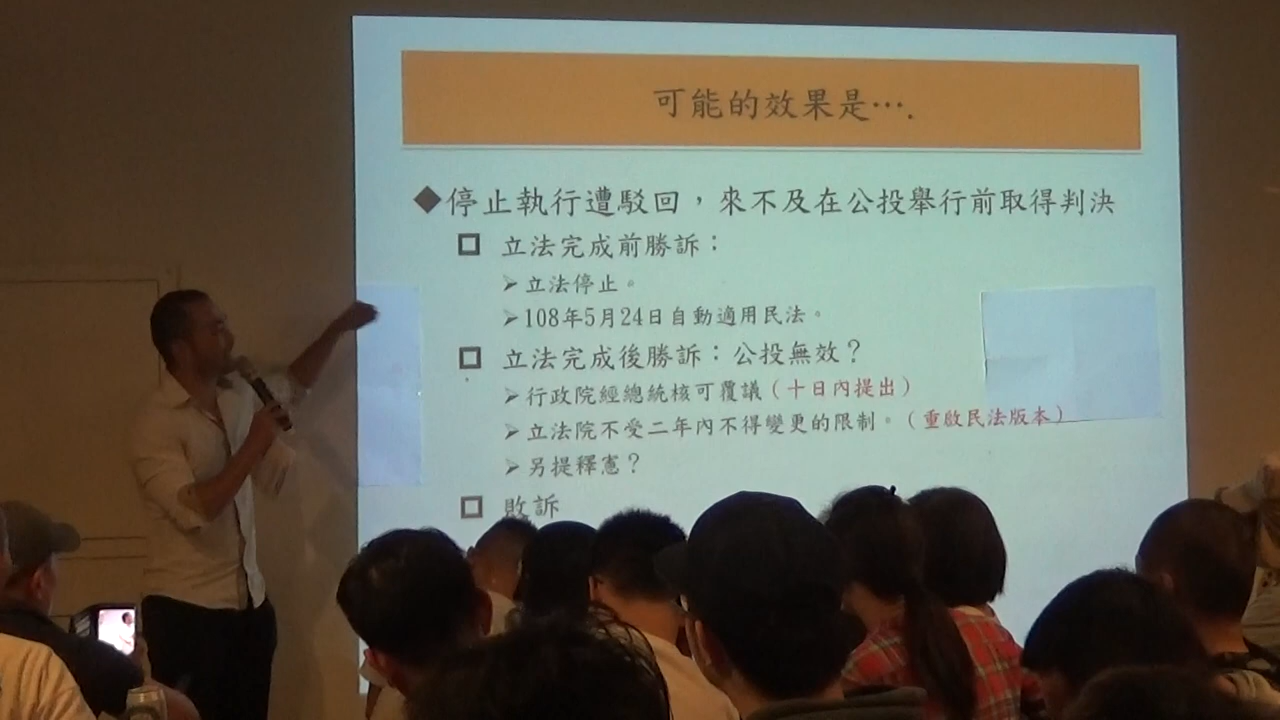 可能的效果是….
◆停止執行遭駁回，來不及在公投舉行前取得判決
立法完成前勝訴：
➢立法停止。
➢108年5月24日自動適用民法。
立法完成後勝訴：公投無效？
➢行政院經總統核可覆議（十日內提出）
➢立法院不受二年內不得變更的限制。（重啟民法版本）
➢另提釋憲？
敗訴